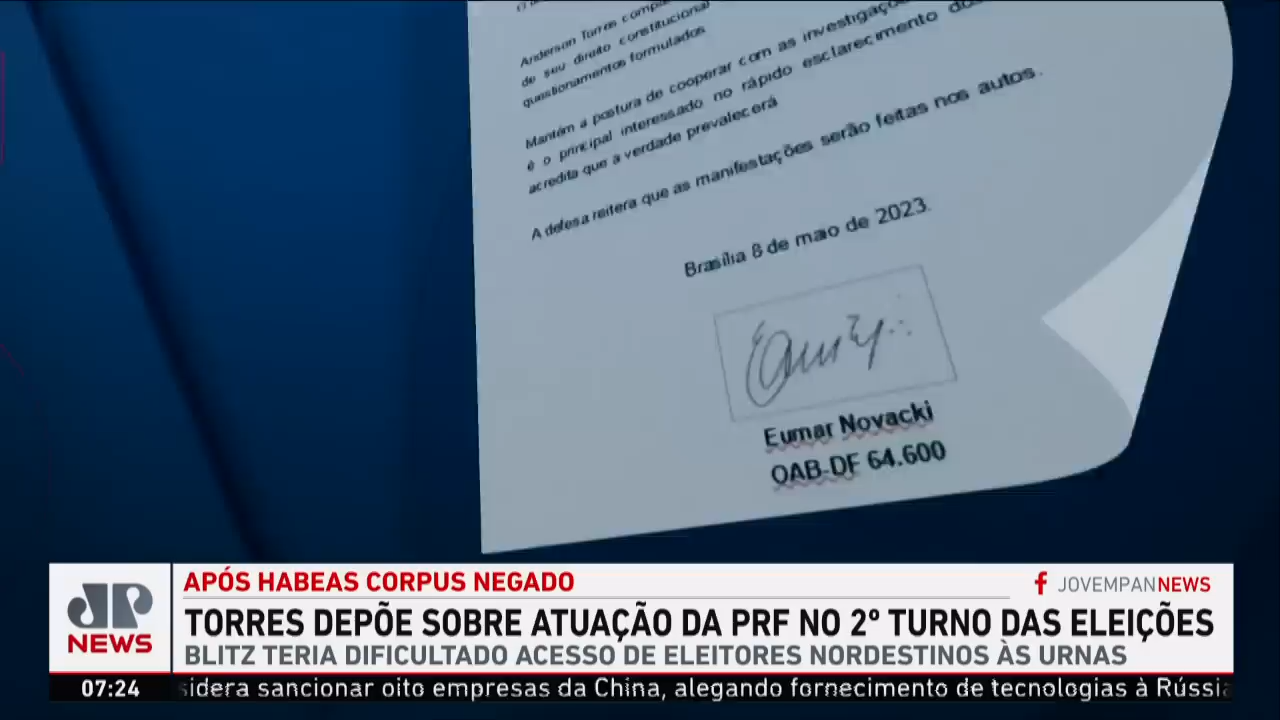 Anderson Torres
de seu direito constitucional
questionamentos formulados
Mantém a postura de cooperar com as
é o principal interessado no rápido esclarecimento
acredita que a verdade prevalecerá
A defesa reitera que as manifestações serão feitas nos autos.
Brasília 8 de maio de 2023.
Eumar Novacki
OAB-DF 64.600
JP NEWS
APÓS HABEAS CORPUS NEGADO
JOVEMPANNEWS
TORRES DEPÕE SOBRE ATUAÇÃO DA PRF NO 2º TURNO DAS ELEIÇÕES
BLITZ TERIA DIFICULTADO ACESSO DE ELEITORES NORDESTINOS ÀS URNAS
07:24 sidera sancionar oito empresas da China, alegando fornecimento de tecnologias à Rússia